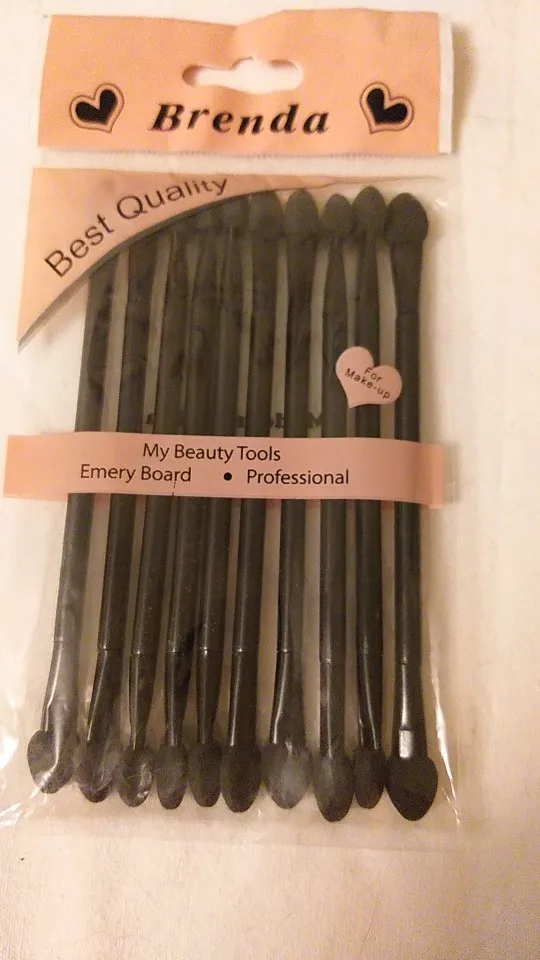 Brenda
Best Quality
For
Make-up
My Beauty Tools
Emery Board • Professional